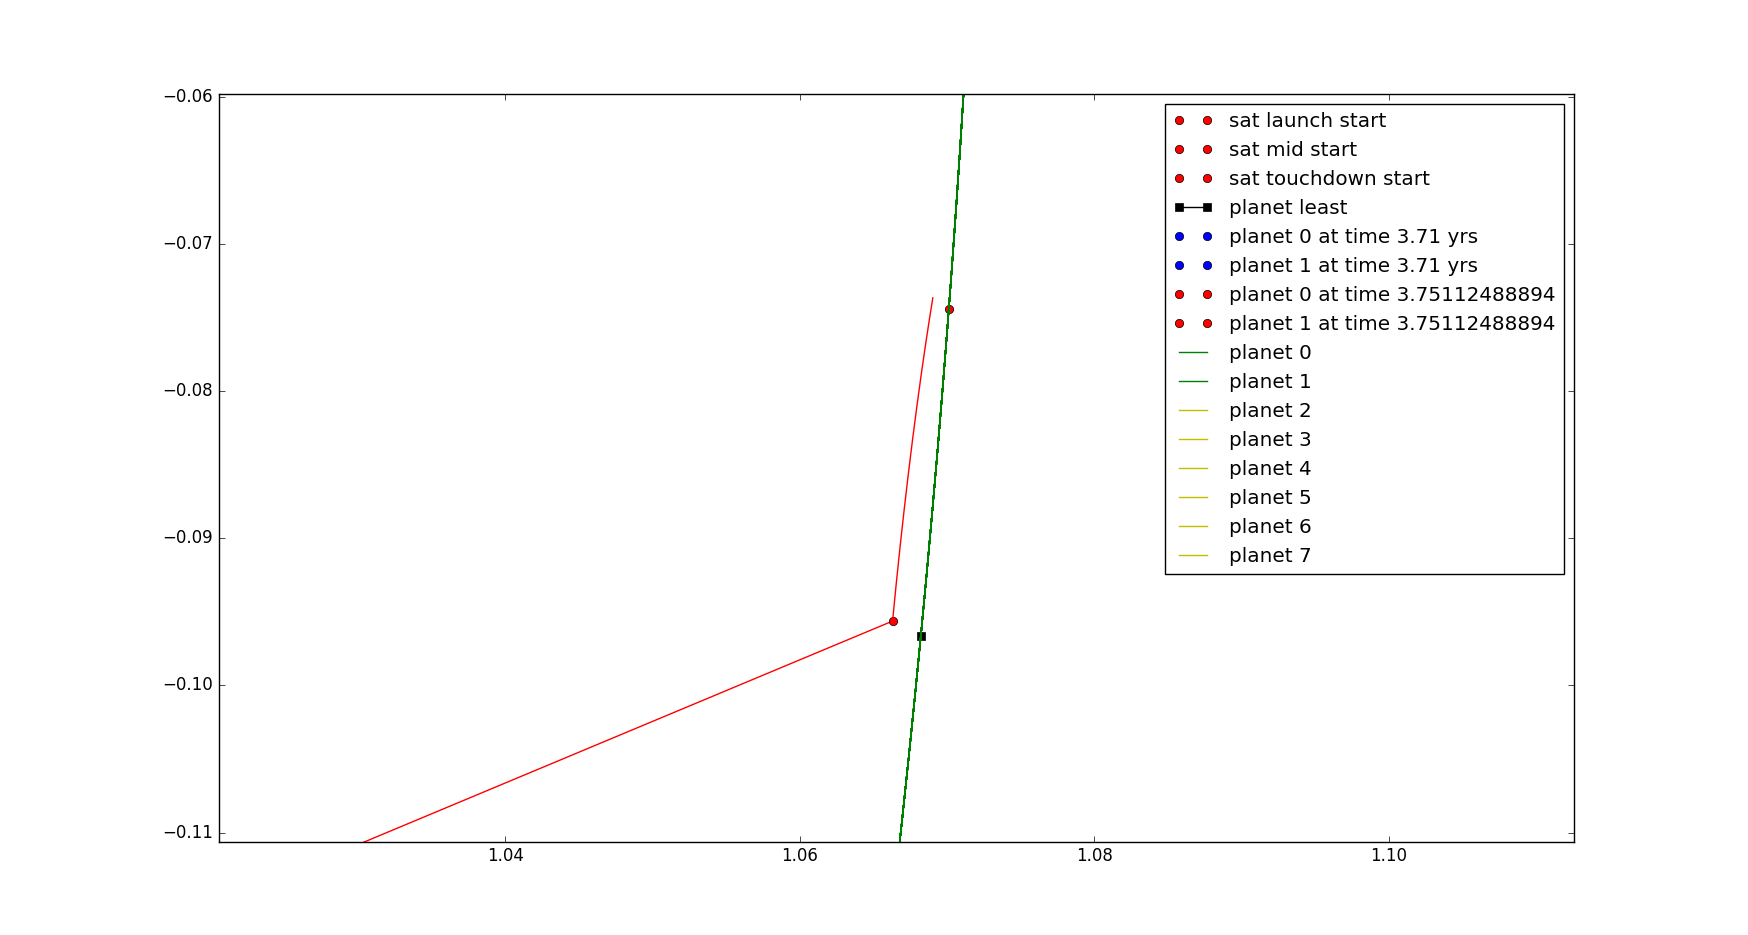 −0.06
−0.07
−0.08
−0.09
−0.10
−0.11
1.04 1.06 1.08 1.10
sat launch start
sat mid start
sat touchdown start
planet least
planet 0 at time 3.71 yrs
planet 1 at time 3.71 yrs
planet 0 at time 3.75112488894
planet 1 at time 3.75112488894
planet 0
planet 1
planet 2
planet 3
planet 4
planet 5
planet 6
planet 7